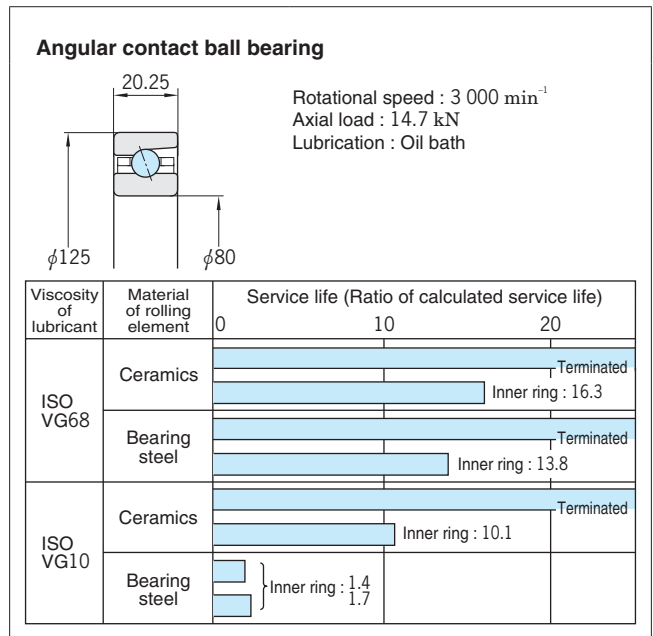 Angular contact ball bearing
20.25
Rotational speed : 3 000 min⁻¹
Axial load : 14.7 kN
Lubrication : Oil bath
ϕ125
ϕ80
Viscosity
of
lubricant
Material
of rolling
element
Service life (Ratio of calculated service life)
0 10 20
ISO
VG68
Ceramics
Terminated
Inner ring : 16.3
Bearing
steel
Terminated
Inner ring : 13.8
ISO
VG10
Ceramics
Terminated
Inner ring : 10.1
Bearing
steel
Inner ring : 1.4
1.7